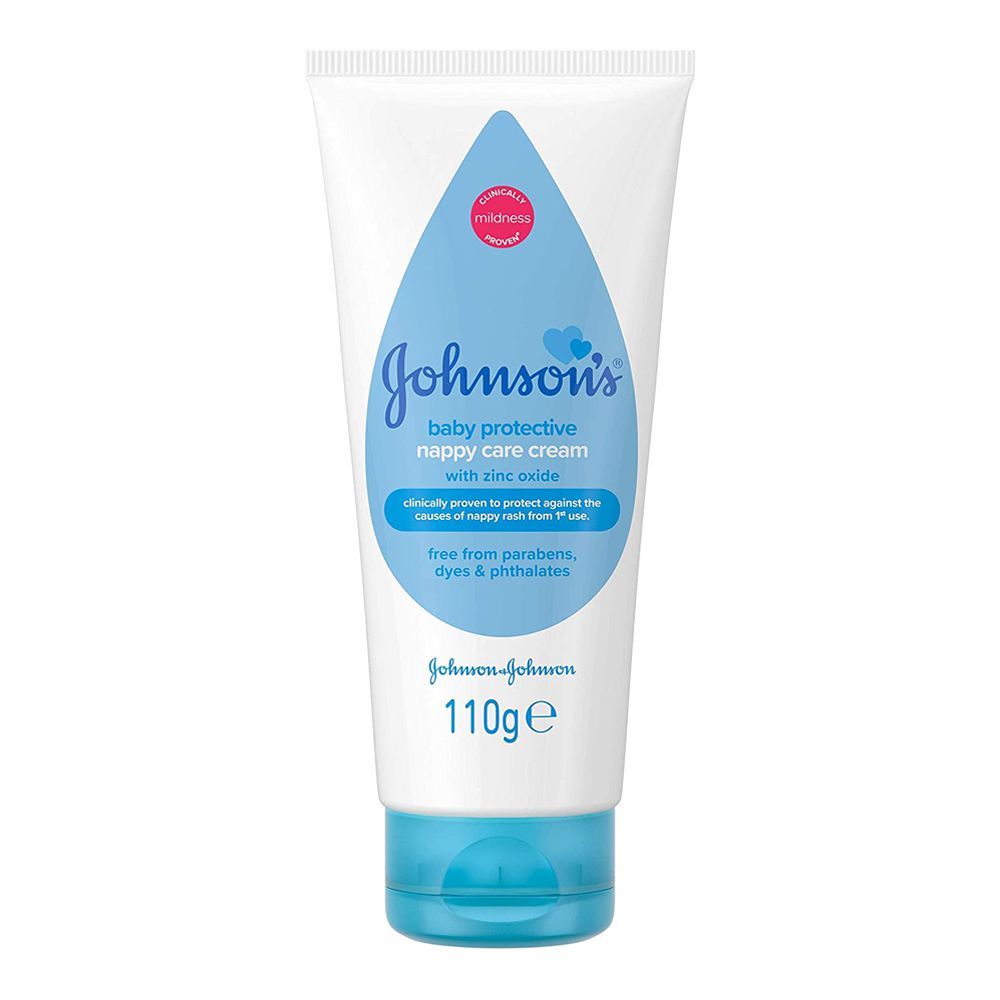 CLINICALLY
mildness
PROVEN*
Johnson's®
baby protective
nappy care cream
with zinc oxide
clinically proven to protect against the
causes of nappy rash from 1st use.
free from parabens,
dyes & phthalates
Johnson & Johnson
110g e